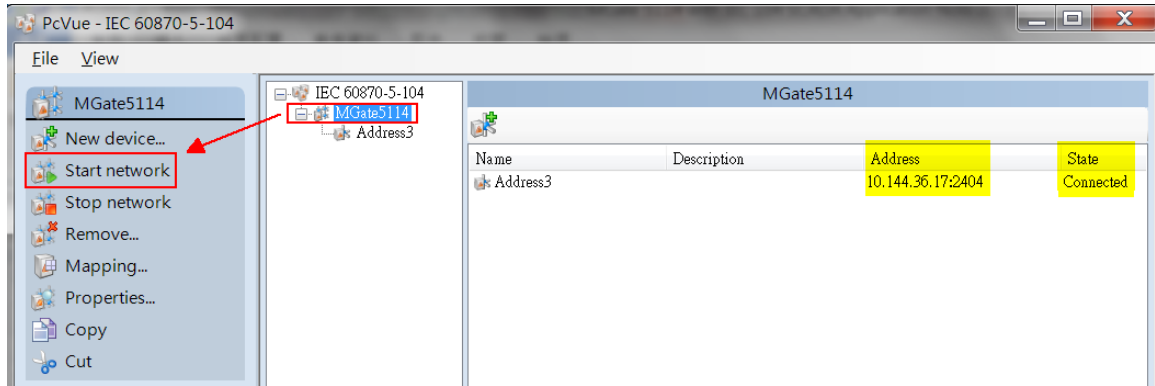 PcVue - IEC 60870-5-104
File View
MGate5114
New device...
Start network
Stop network
Remove...
Mapping...
Properties...
Copy
Cut
IEC 60870-5-104
MGate5114
Address3
MGate5114
Name Description Address State
Address3 10.144.36.17:2404 Connected